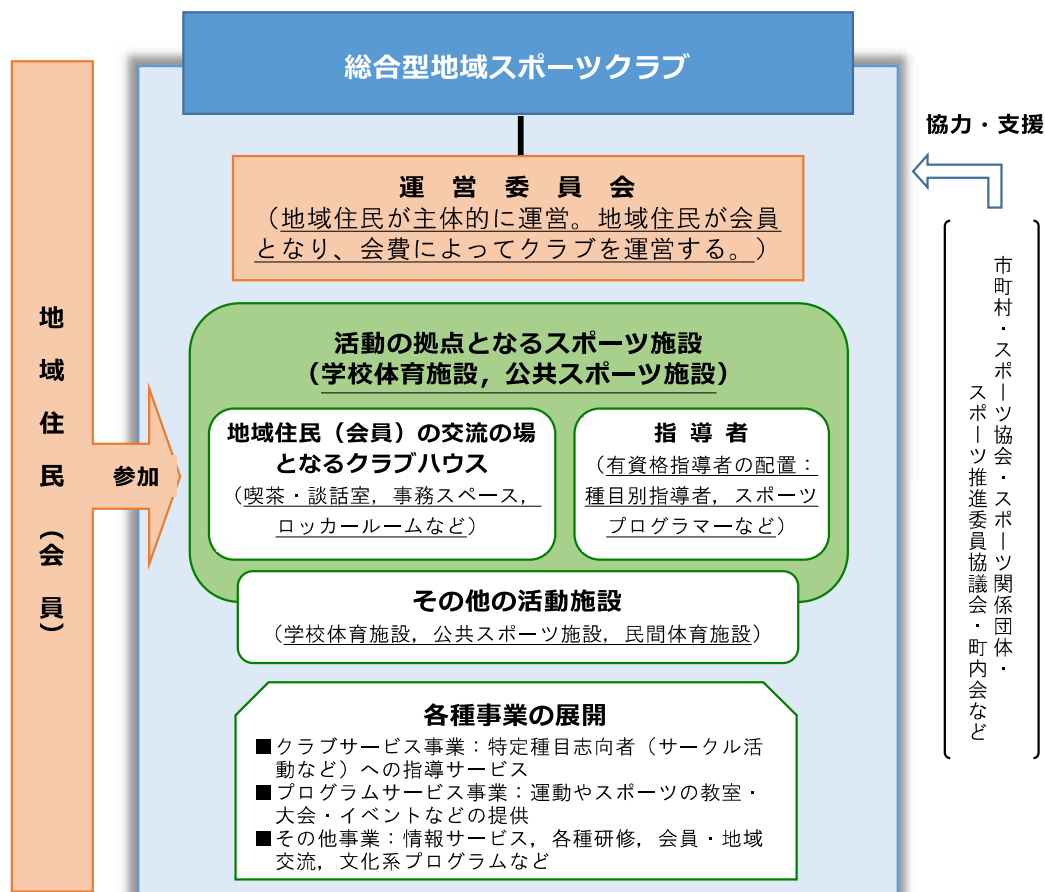 総合型地域スポーツクラブ
運営委員会
（地域住民が主体的に運営。地域住民が会員
となり、会費によってクラブを運営する。）
活動の拠点となるスポーツ施設
（学校体育施設，公共スポーツ施設）
地域住民（会員）の交流の場
となるクラブハウス
（喫茶・談話室，事務スペース，
ロッカールームなど）
指導者
（有資格指導者の配置：
種目別指導者，スポーツ
プログラマーなど）
その他の活動施設
（学校体育施設，公共スポーツ施設，民間体育施設）
各種事業の展開
■クラブサービス事業：特定種目志向者（サークル活
動など）への指導サービス
■プログラムサービス事業：運動やスポーツの教室・
大会・イベントなどの提供
■その他事業：情報サービス，各種研修，会員・地域
交流，文化系プログラムなど
地域住民（会員）
参加
協力・支援
市町村・スポーツ協会・スポーツ関係団体・
スポーツ推進委員協議会・町内会など